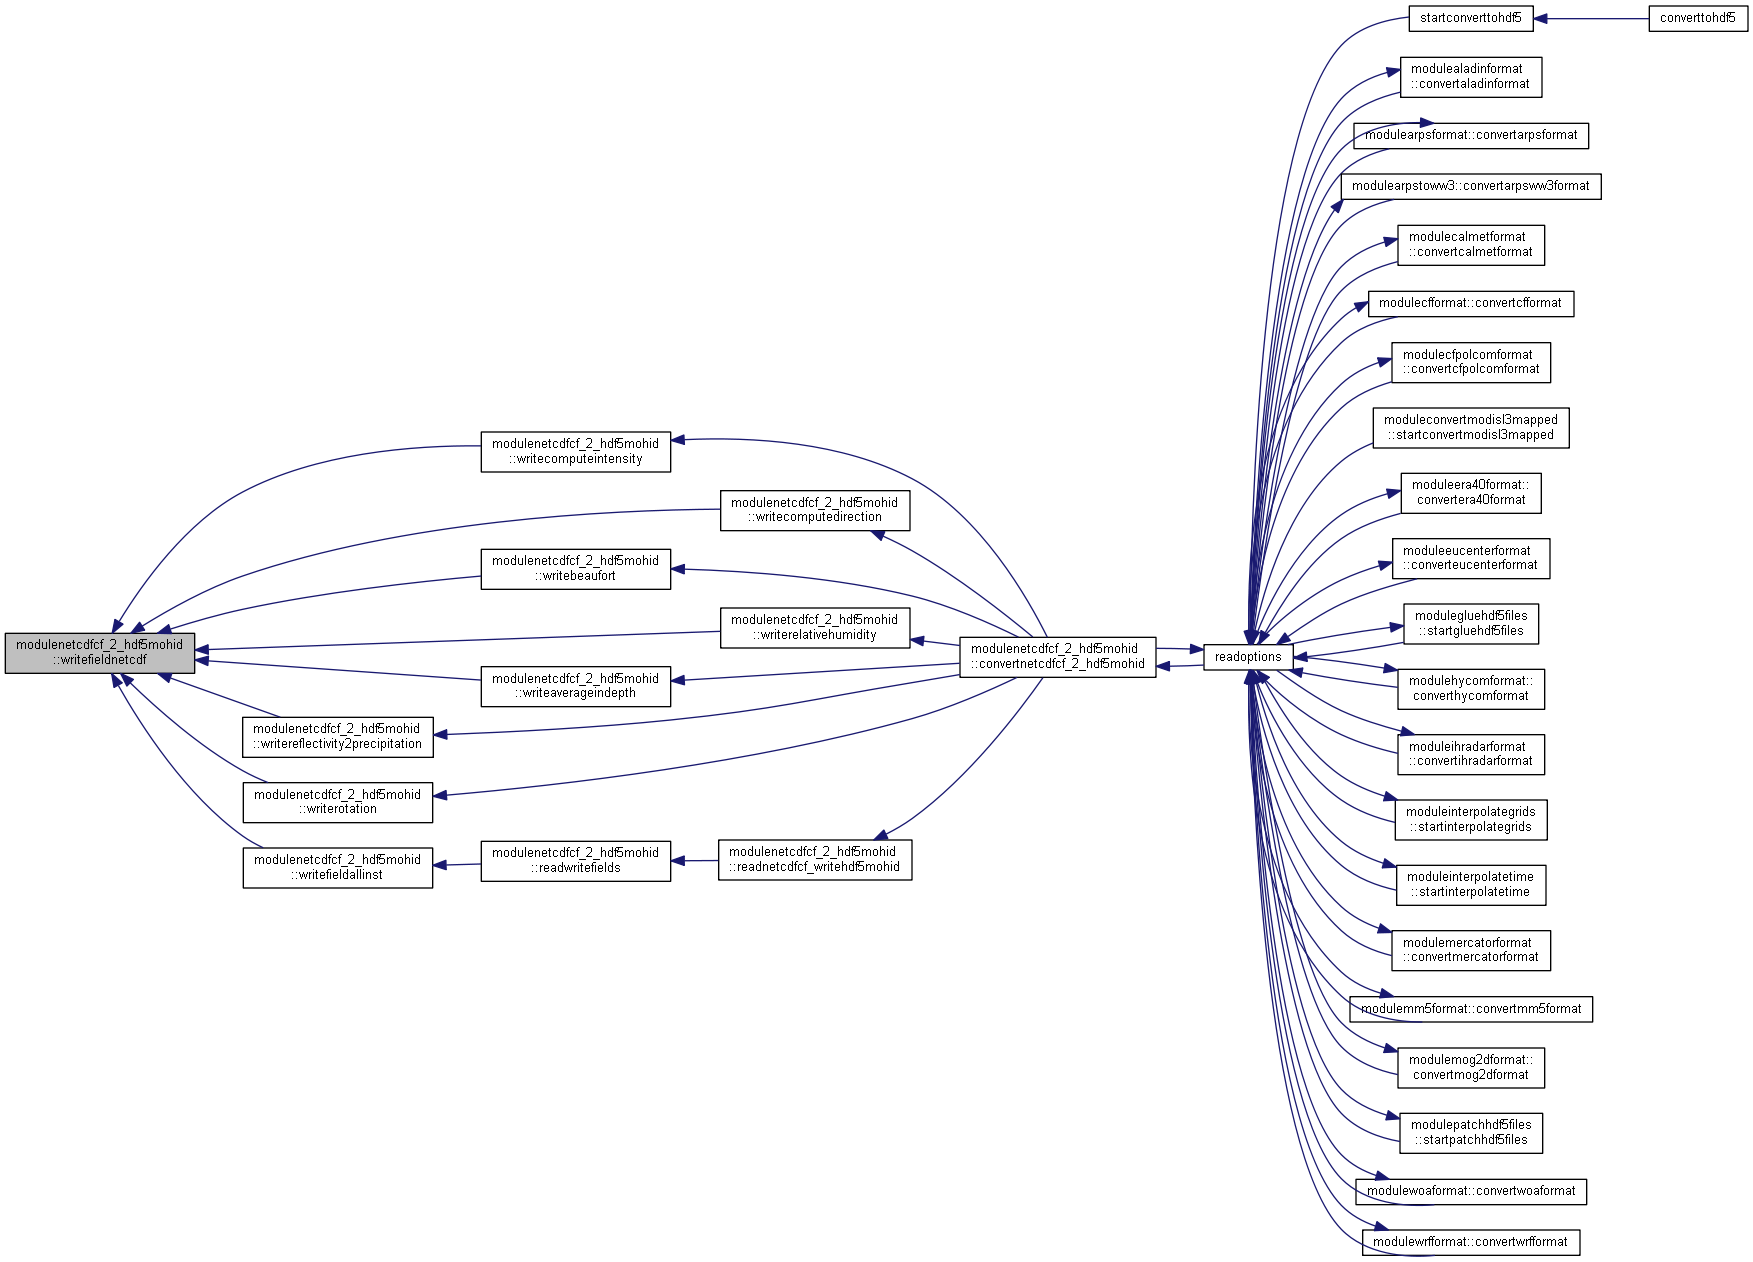 modulenetcdfcf_2_hdf5mohid
::writefieldnetcdf
modulenetcdfcf_2_hdf5mohid
::writecomputeintensity
modulenetcdfcf_2_hdf5mohid
::writecomputedirection
modulenetcdfcf_2_hdf5mohid
::writebeaufort
modulenetcdfcf_2_hdf5mohid
::writerelativehumidity
modulenetcdfcf_2_hdf5mohid
::writeaverageindepth
modulenetcdfcf_2_hdf5mohid
::writereflectivity2precipitation
modulenetcdfcf_2_hdf5mohid
::writerotation
modulenetcdfcf_2_hdf5mohid
::writefieldallinst
modulenetcdfcf_2_hdf5mohid
::readwritefields
modulenetcdfcf_2_hdf5mohid
::readnetcdfcf_writehdf5mohid
modulenetcdfcf_2_hdf5mohid
::convertnetcdfcf_2_hdf5mohid
readoptions
startconverttohdf5
converttohdf5
modulealadinformat
::convertaladinformat
modulearpsformat::convertarpsformat
modulearpstoww3::convertarpsww3format
modulecalmetformat
::convertcalmetformat
modulecfformat::convertcfformat
modulecfpolcomformat
::convertcfpolcomformat
moduleconvertmodisl3mapped
::startconvertmodisl3mapped
moduleera40format::
convertera40format
moduleeucenterformat
::converteucenterformat
modulegluehdf5files
::startgluehdf5files
modulehycomformat::
converthycomformat
moduleihradarformat
::convertihradarformat
moduleinterpolategrids
::startinterpolategrids
moduleinterpolatetime
::startinterpolatetime
modulemercatorformat
::convertmercatorformat
modulemm5format::convertmm5format
modulemog2dformat::
convertmog2dformat
modulepatchhdf5files
::startpatchhdf5files
modulewoaformat::convertwoaformat
modulewrfformat::convertwrfformat